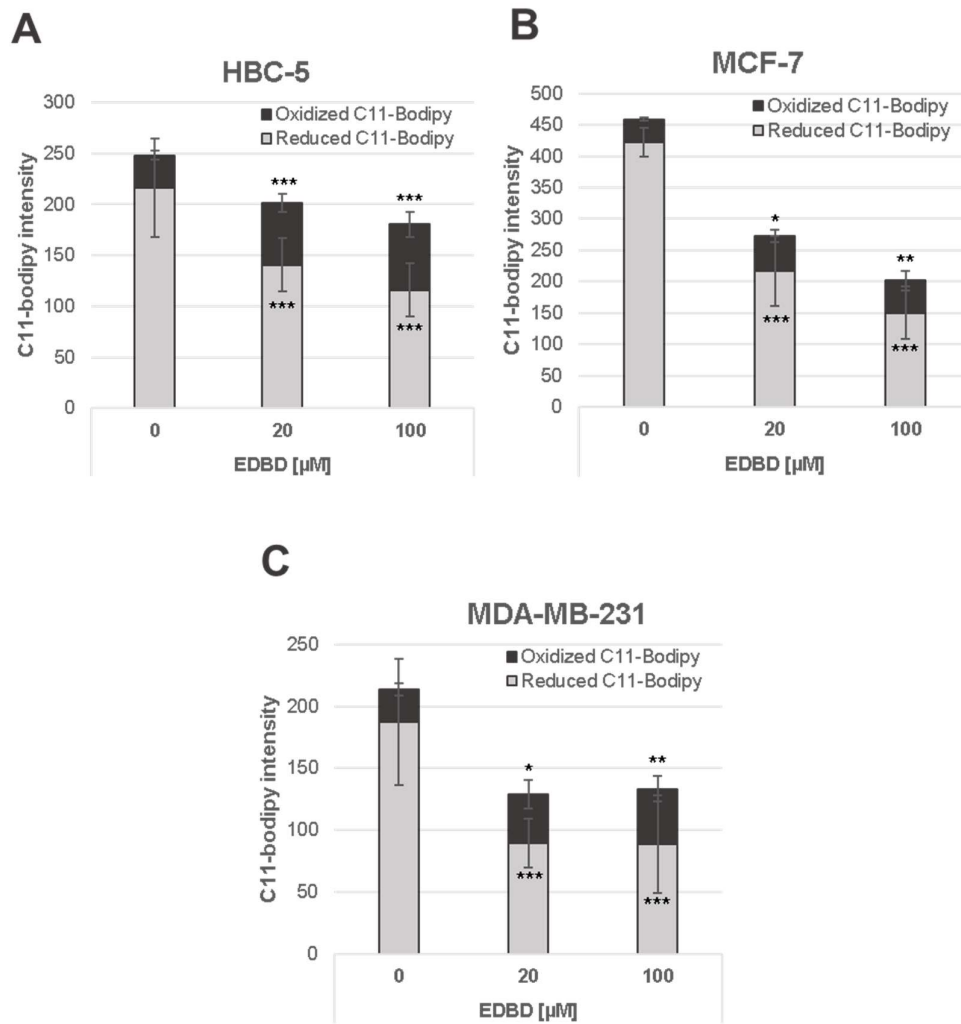 A
HBC-5
Oxidized C11-Bodipy
Reduced C11-Bodipy
C11-bodipy intensity
300
250
200
150
100
50
0
***
***
***
***
0
20
100
EDBD [µM]
B
MCF-7
Oxidized C11-Bodipy
Reduced C11-Bodipy
C11-bodipy intensity
500
450
400
350
300
250
200
150
100
50
0
*
**
***
***
0
20
100
EDBD [µM]
C
MDA-MB-231
Oxidized C11-Bodipy
Reduced C11-Bodipy
C11-bodipy intensity
250
200
150
100
50
0
*
**
***
***
0
20
100
EDBD [µM]